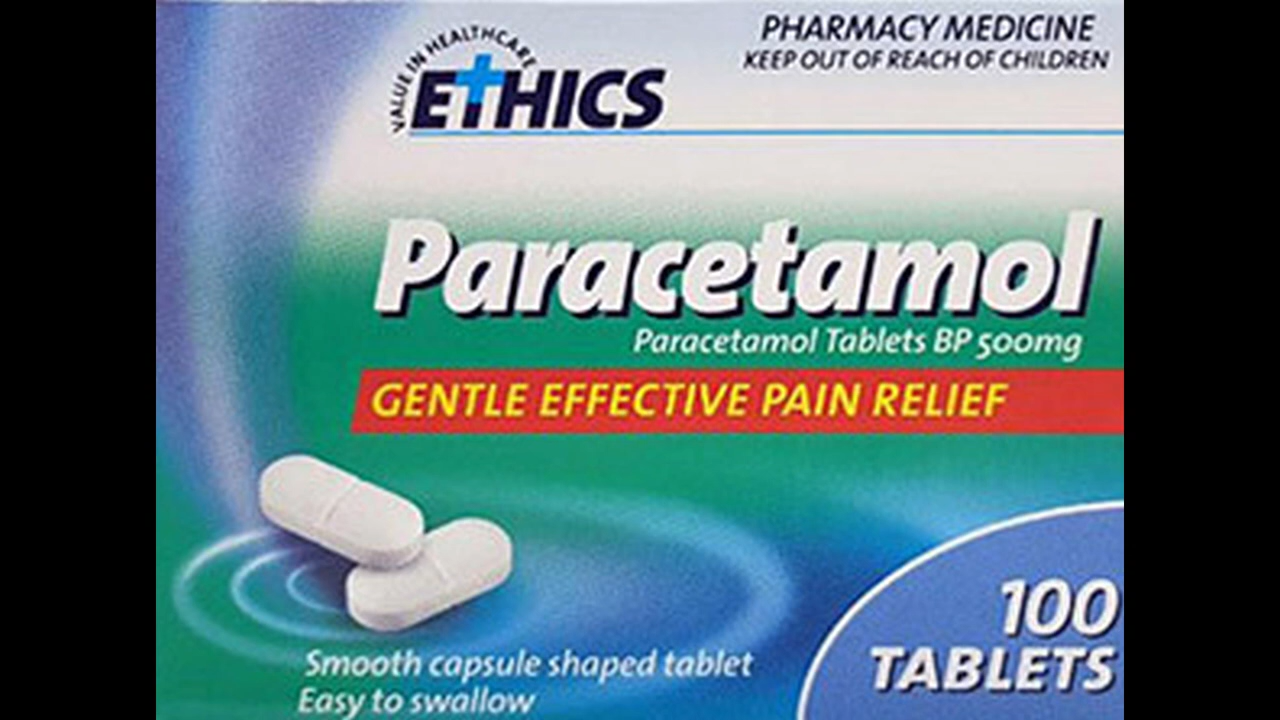 VALUE IN HEALTHCARE
ETHICS
PHARMACY MEDICINE
KEEP OUT OF REACH OF CHILDREN
Paracetamol
Paracetamol Tablets BP 500mg
GENTLE EFFECTIVE PAIN RELIEF
100
TABLETS
Smooth capsule shaped tablet
Easy to swallow